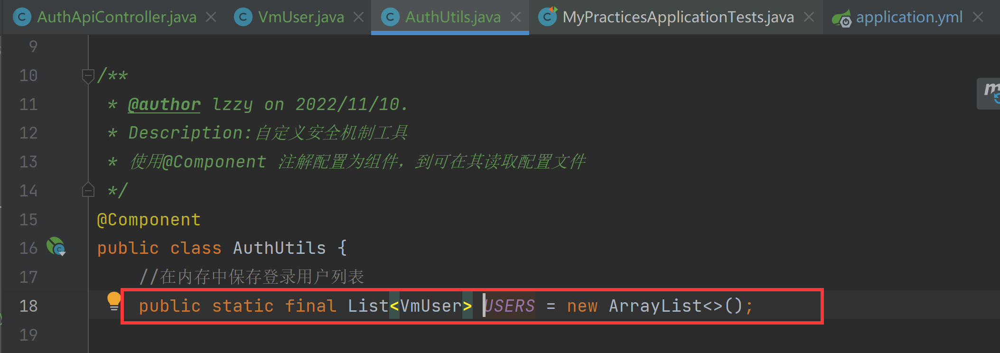 AuthApiController.java VmUser.java AuthUtils.java MyPracticesApplicationTests.java application.yml
9
10 /**
11 * @author lzzy on 2022/11/10.
12 * Description:自定义安全机制工具
13 * 使用@Component 注解配置为组件，到可在其读取配置文件
14 */
15 @Component
16 public class AuthUtils {
17 //在内存中保存登录用户列表
18 public static final List<VmUser> USERS = new ArrayList<>();
19